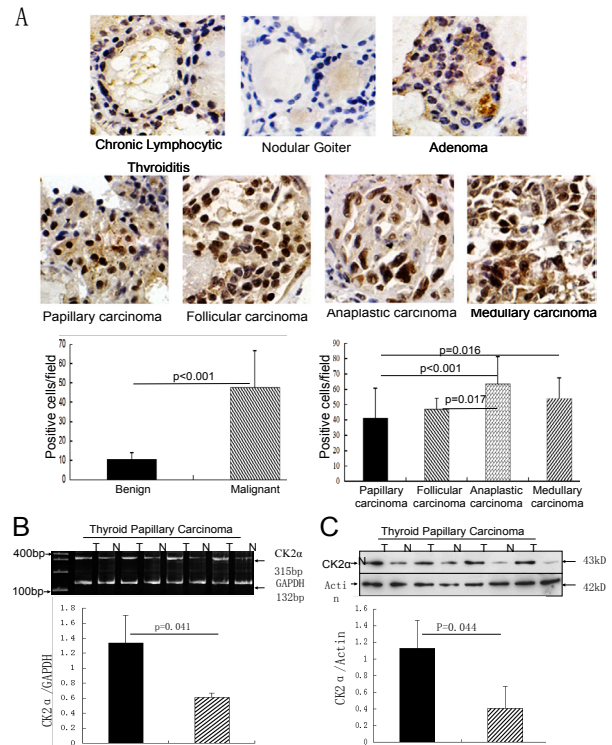 A
Chronic Lymphocytic
Thyroiditis
Nodular Goiter
Adenoma
Papillary carcinoma
Follicular carcinoma
Anaplastic carcinoma
Medullary carcinoma
Positive cells/field
70
60
50
40
30
20
10
0
p<0.001
Benign
Malignant
Positive cells/field
90
80
70
60
50
40
30
20
10
0
p=0.016
p<0.001
p=0.017
Papillary carcinoma
Follicular carcinoma
Anaplastic carcinoma
Medullary carcinoma
B
Thyroid Papillary Carcinoma
T N T N T N T N
400bp
100bp
CK2α
315bp
GAPDH
132bp
CK2α/GAPDH
1.8
1.6
1.4
1.2
1
0.8
0.6
0.4
0.2
0
p=0.041
C
Thyroid Papillary Carcinoma
T N T N T N T
N
CK2α
43kD
Acti
n
42kD
CK2α/Actin
1.6
1.4
1.2
1
0.8
0.6
0.4
0.2
0
P=0.044